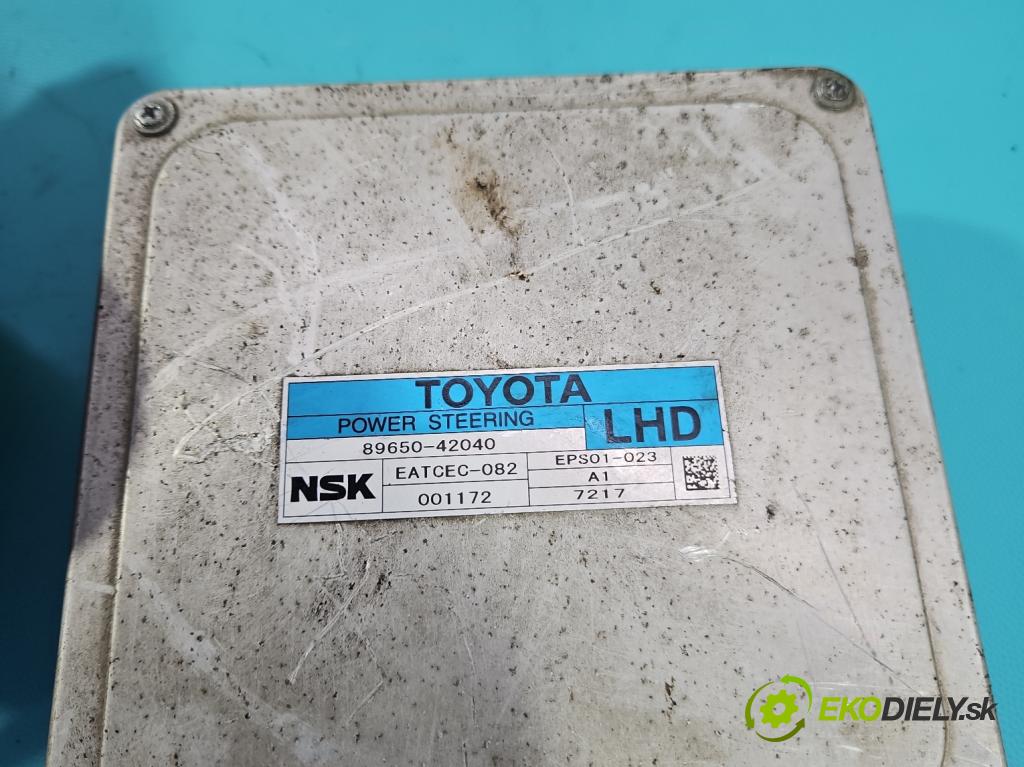 TOYOTA
POWER STEERING
LHD
89650-42040
NSK
EATCEC-082
EPS01-023
A1
001172
7217
EKODIELY.sk